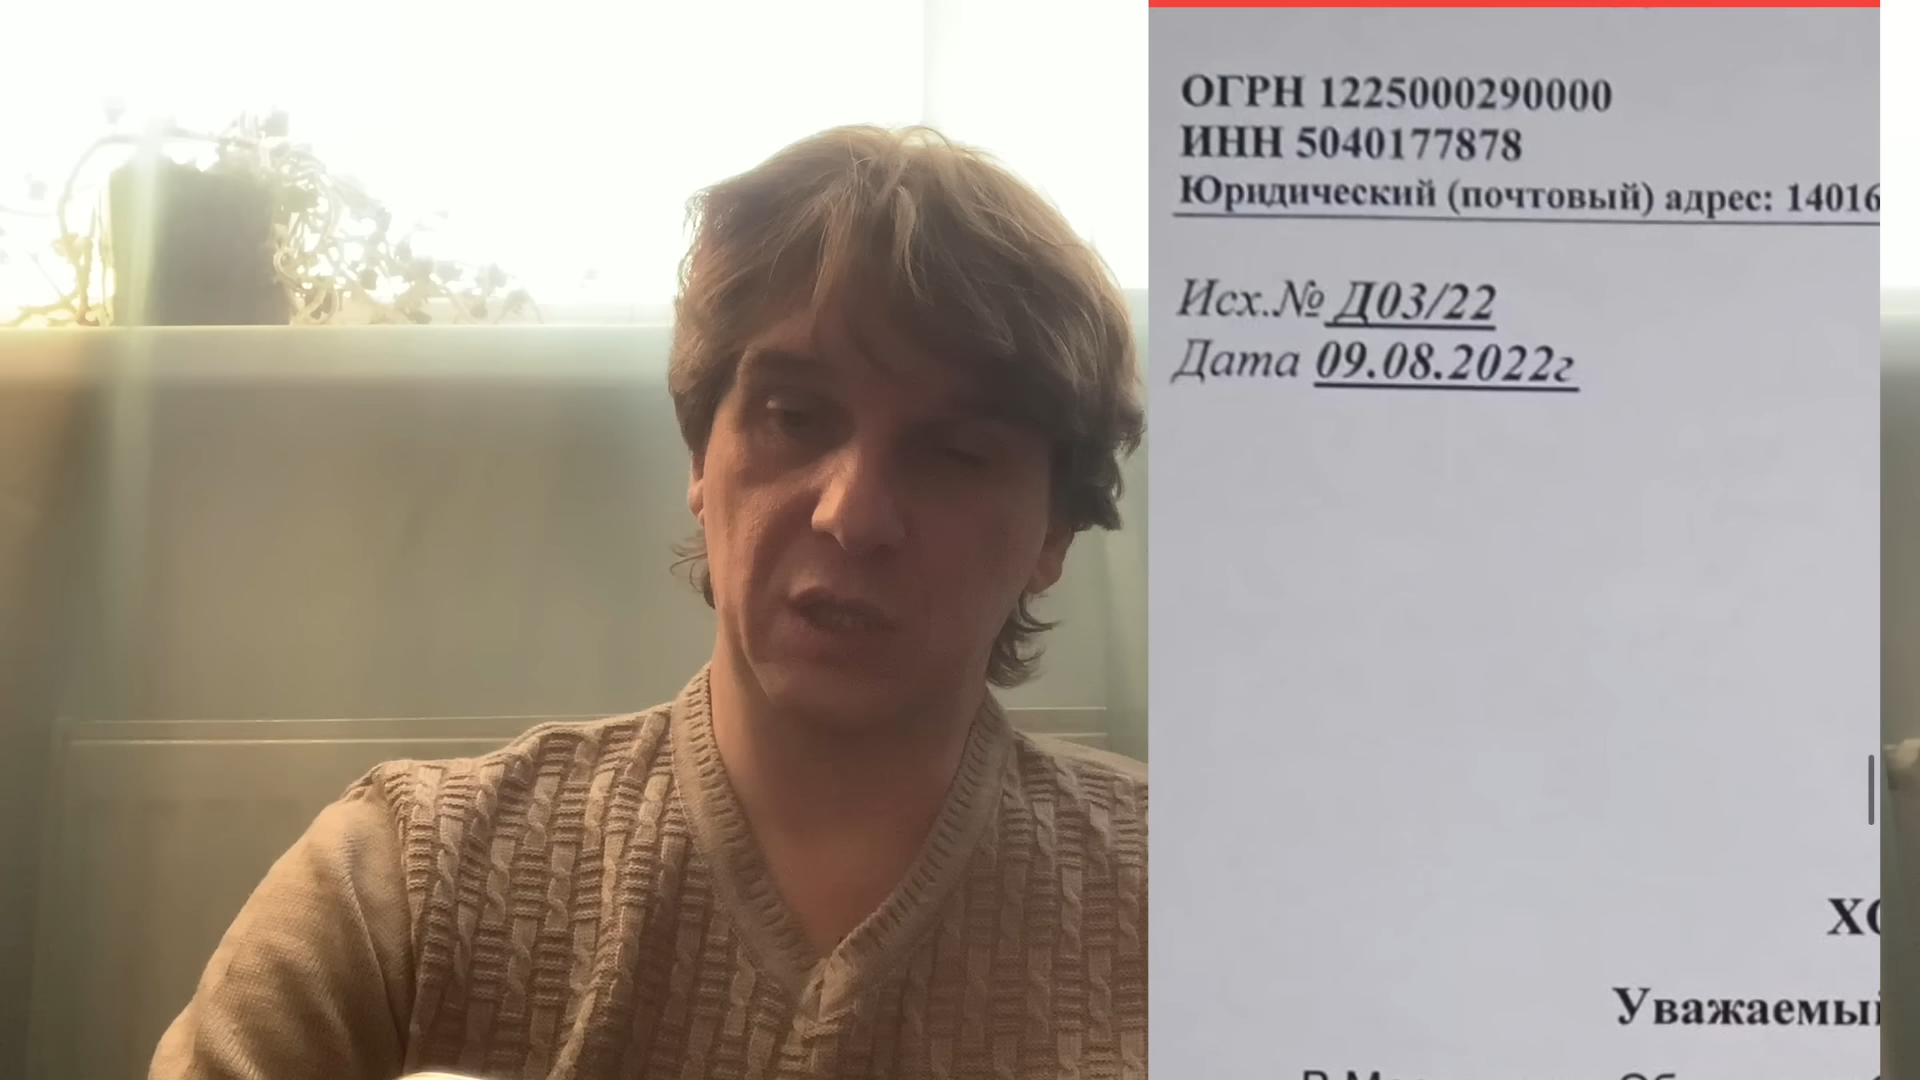 ОГРН 1225000290000
ИНН 5040177878
Юридический (почтовый) адрес: 14016
Исх.№ Д03/22
Дата 09.08.2022г
ХО
Уважаемый